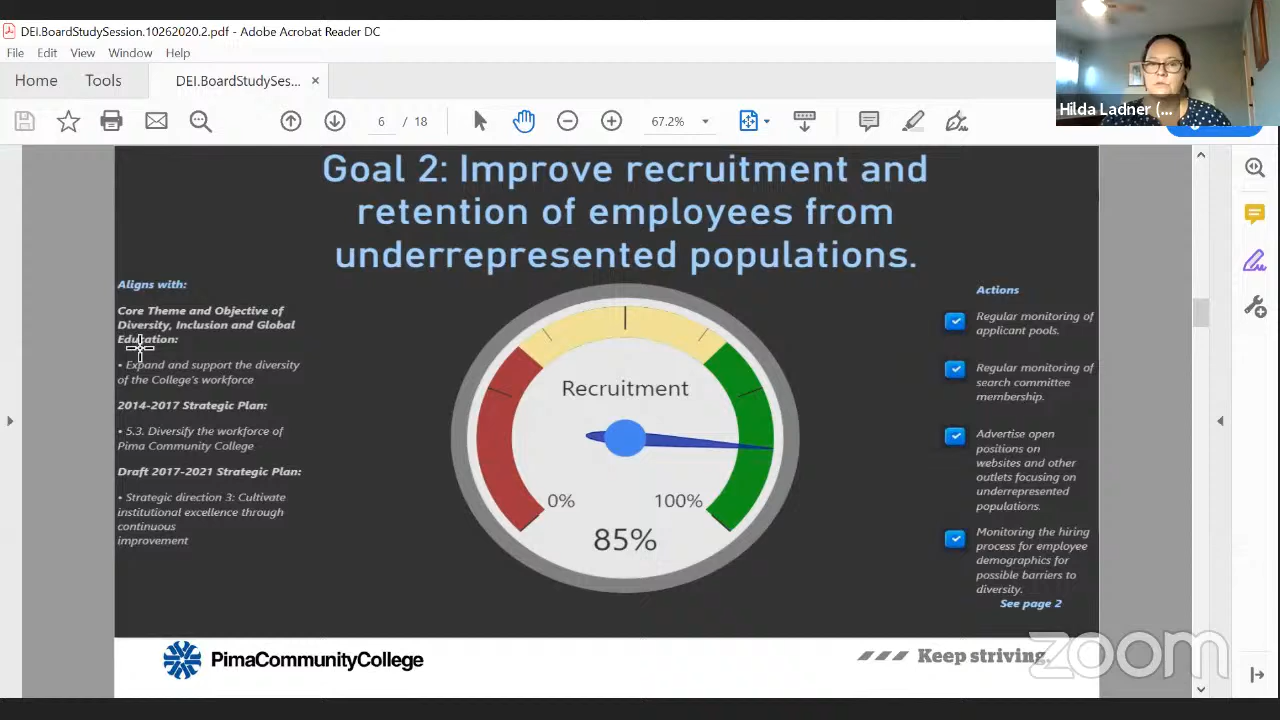 DEI.BoardStudySession.10262020.2.pdf - Adobe Acrobat Reader DC
File Edit View Window Help
Home Tools DEI.BoardStudySes... ×
6 / 18 67.2%
Hilda Ladner (...
Goal 2: Improve recruitment and
retention of employees from
underrepresented populations.
Aligns with:
Core Theme and Objective of
Diversity, Inclusion and Global
Education:
• Expand and support the diversity
of the College's workforce
2014-2017 Strategic Plan:
• 5.3. Diversify the workforce of
Pima Community College
Draft 2017-2021 Strategic Plan:
• Strategic direction 3: Cultivate
institutional excellence through
continuous
improvement
Recruitment
0% 100%
85%
Actions
Regular monitoring of
applicant pools.
Regular monitoring of
search committee
membership.
Advertise open
positions on
websites and other
outlets focusing on
underrepresented
populations.
Monitoring the hiring
process for employee
demographics for
possible barriers to
diversity.
See page 2
PimaCommunityCollege
Keep striving.
zoom